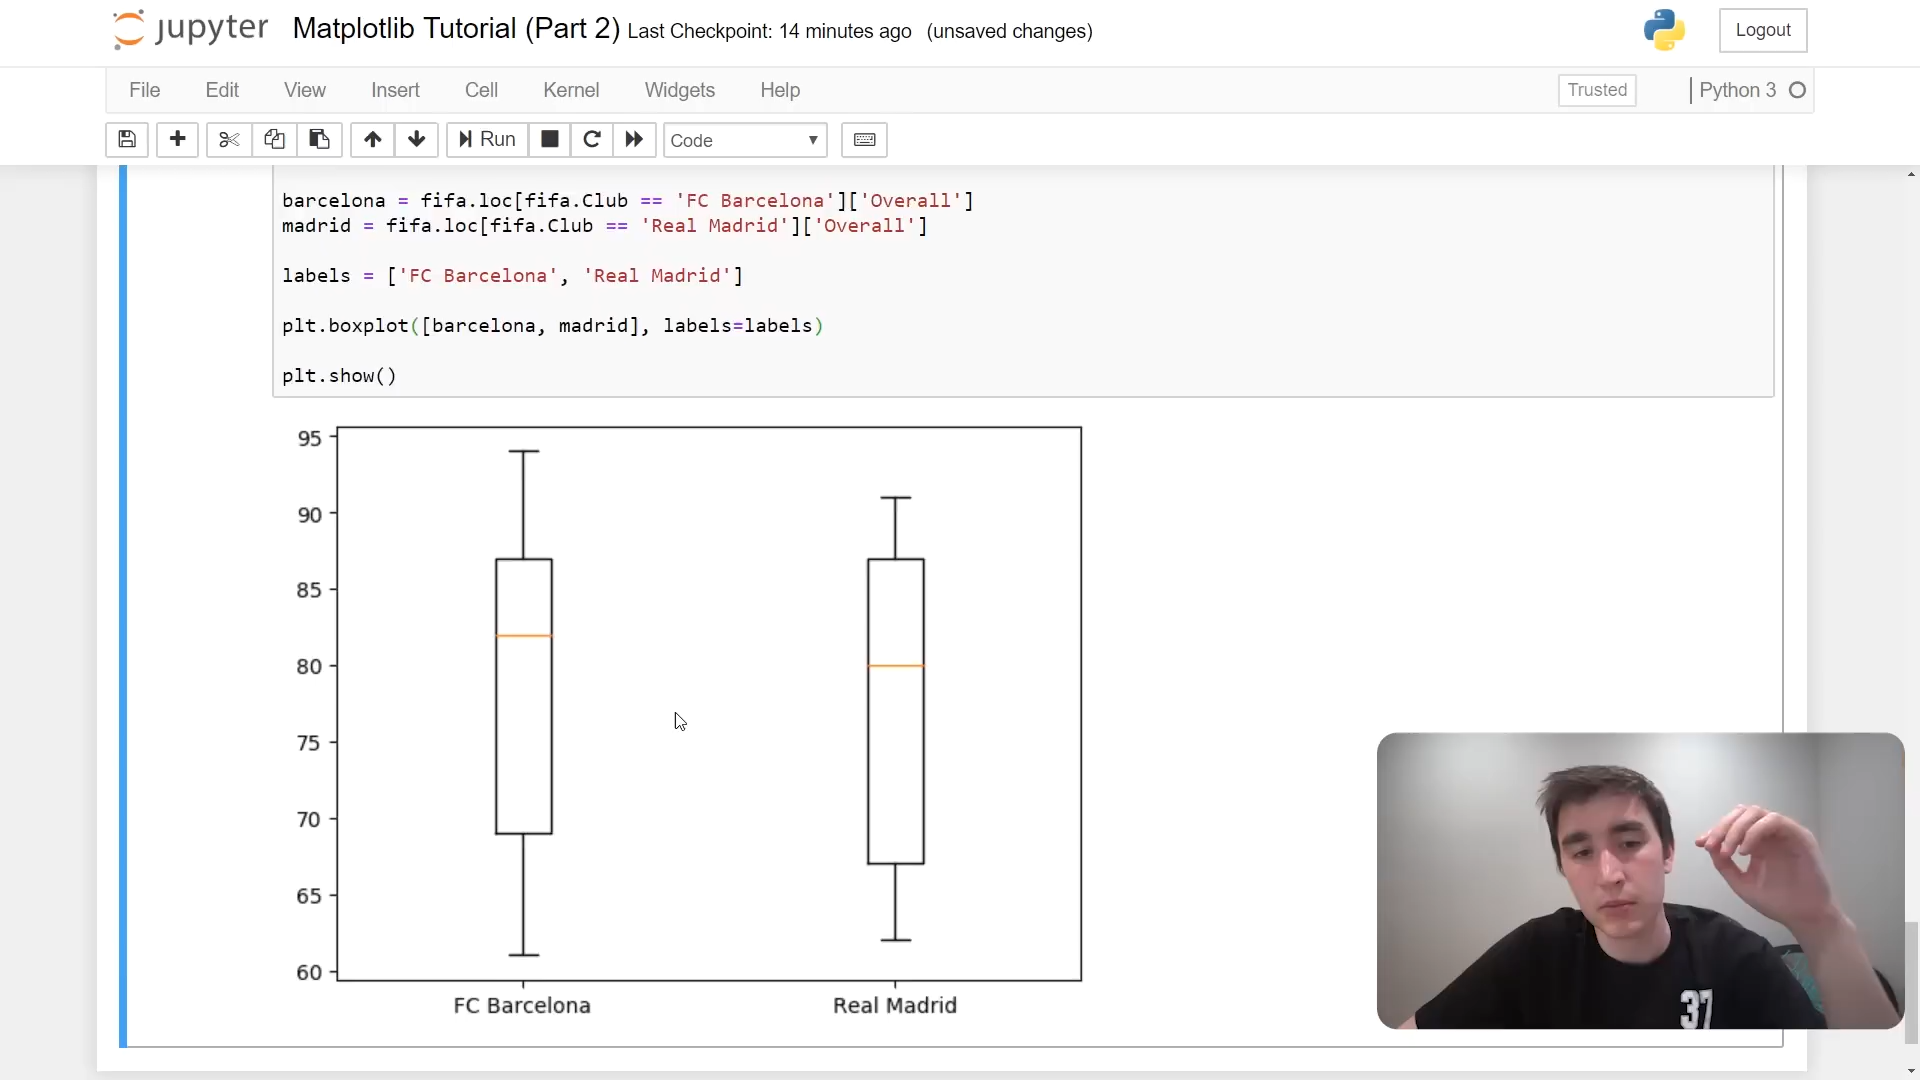 jupyter Matplotlib Tutorial (Part 2) Last Checkpoint: 14 minutes ago (unsaved changes) Logout
File Edit View Insert Cell Kernel Widgets Help Trusted Python 3
Run Code
barcelona = fifa.loc[fifa.Club == 'FC Barcelona']['Overall']
madrid = fifa.loc[fifa.Club == 'Real Madrid']['Overall']
labels = ['FC Barcelona', 'Real Madrid']
plt.boxplot([barcelona, madrid], labels=labels)
plt.show()
95
90
85
80
75
70
65
60
FC Barcelona Real Madrid
37